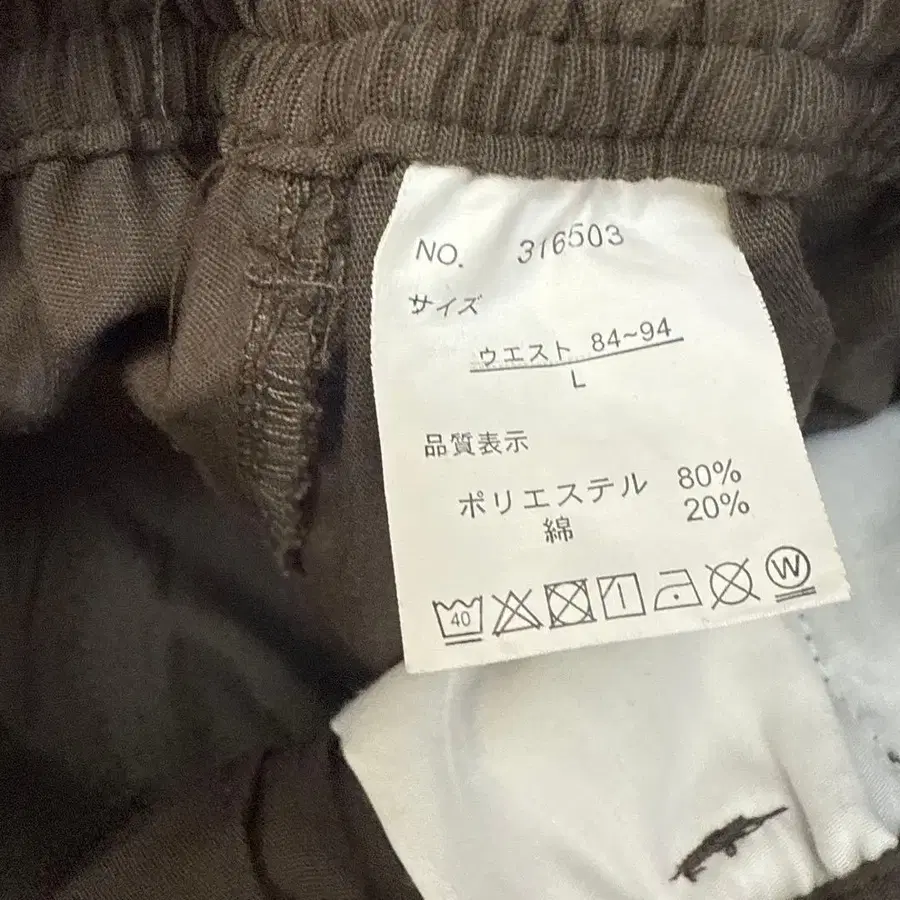 NO. 316503
サイズ
ウエスト 84~94
L
品質表示
ポリエステル 80%
綿 20%
40
W